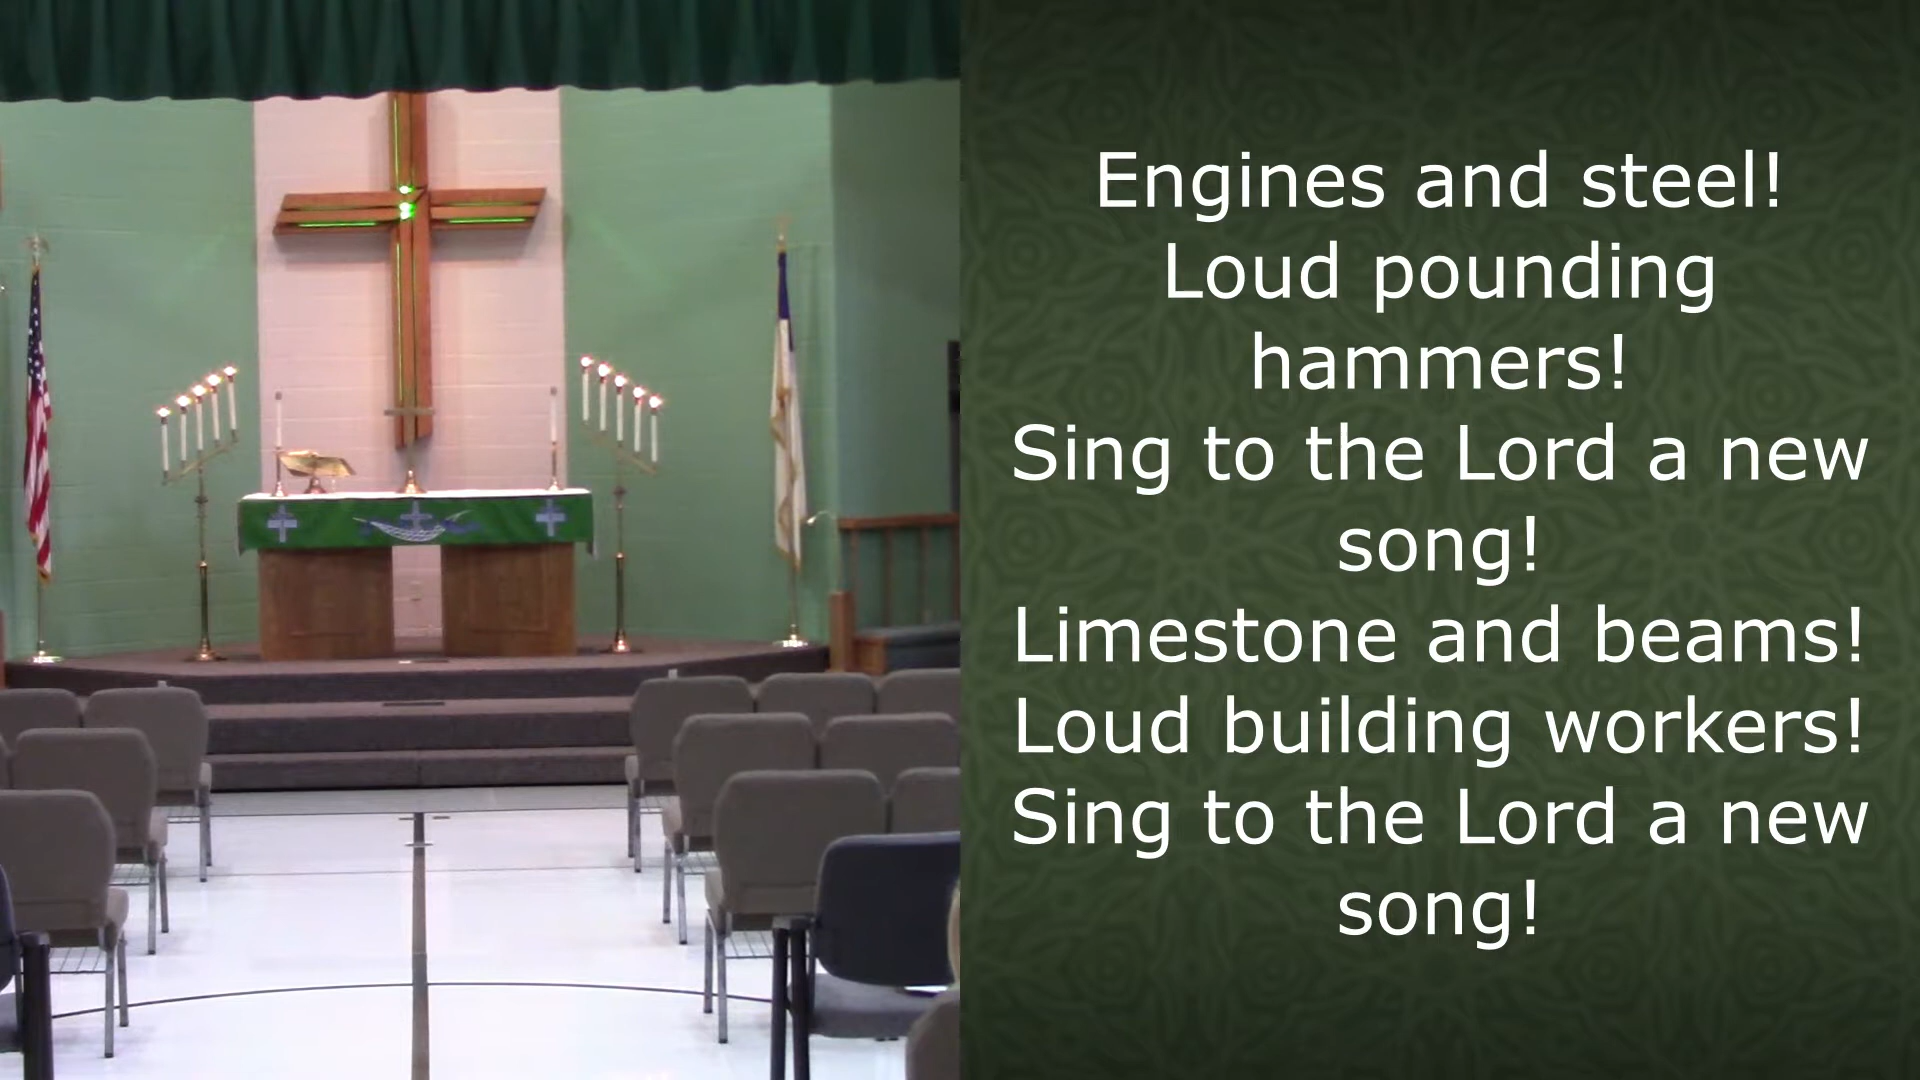 Engines and steel!
Loud pounding
hammers!
Sing to the Lord a new
song!
Limestone and beams!
Loud building workers!
Sing to the Lord a new
song!